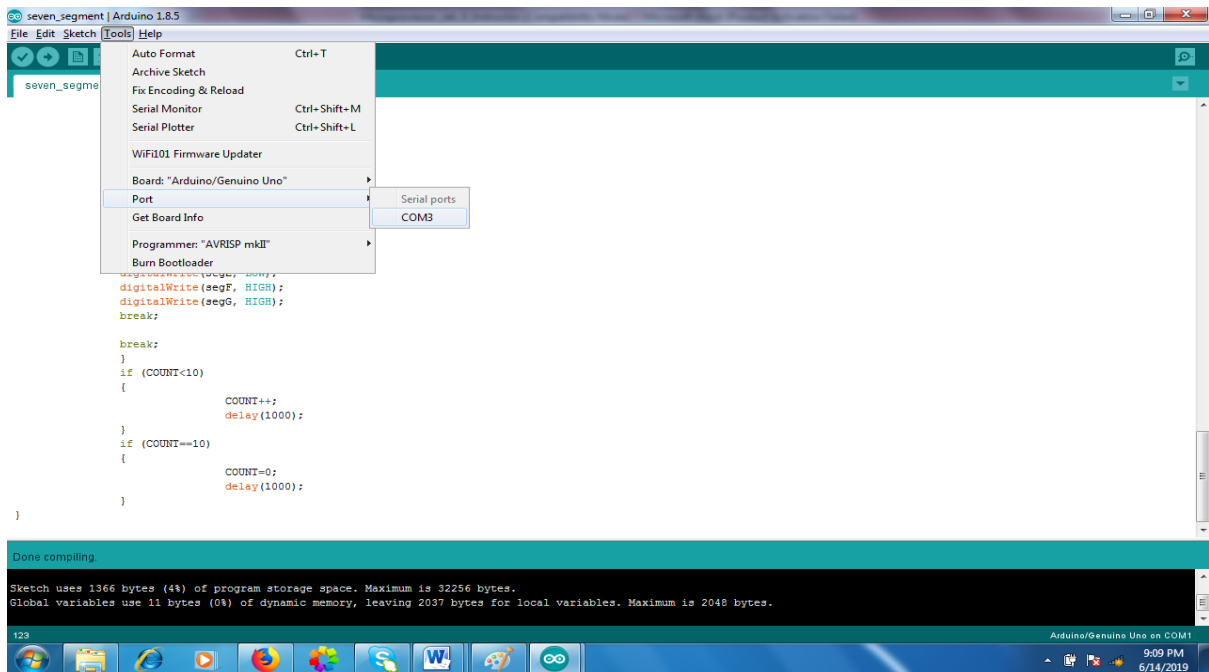 seven_segment | Arduino 1.8.5
File Edit Sketch Tools Help
seven_segme
Auto Format Ctrl+T
Archive Sketch
Fix Encoding & Reload
Serial Monitor Ctrl+Shift+M
Serial Plotter Ctrl+Shift+L
WiFi101 Firmware Updater
Board: "Arduino/Genuino Uno"
Port
Serial ports
COM3
Get Board Info
Programmer: "AVRISP mkII"
Burn Bootloader
digitalWrite(segE, LOW);
digitalWrite(segF, HIGH);
digitalWrite(segG, HIGH);
break;
break;
}
if (COUNT<10)
{
COUNT++;
delay(1000);
}
if (COUNT==10)
{
COUNT=0;
delay(1000);
}
}
Done compiling.
Sketch uses 1366 bytes (4%) of program storage space. Maximum is 32256 bytes.
Global variables use 11 bytes (0%) of dynamic memory, leaving 2037 bytes for local variables. Maximum is 2048 bytes.
123 Arduino/Genuino Uno on COM1
9:09 PM
6/14/2019